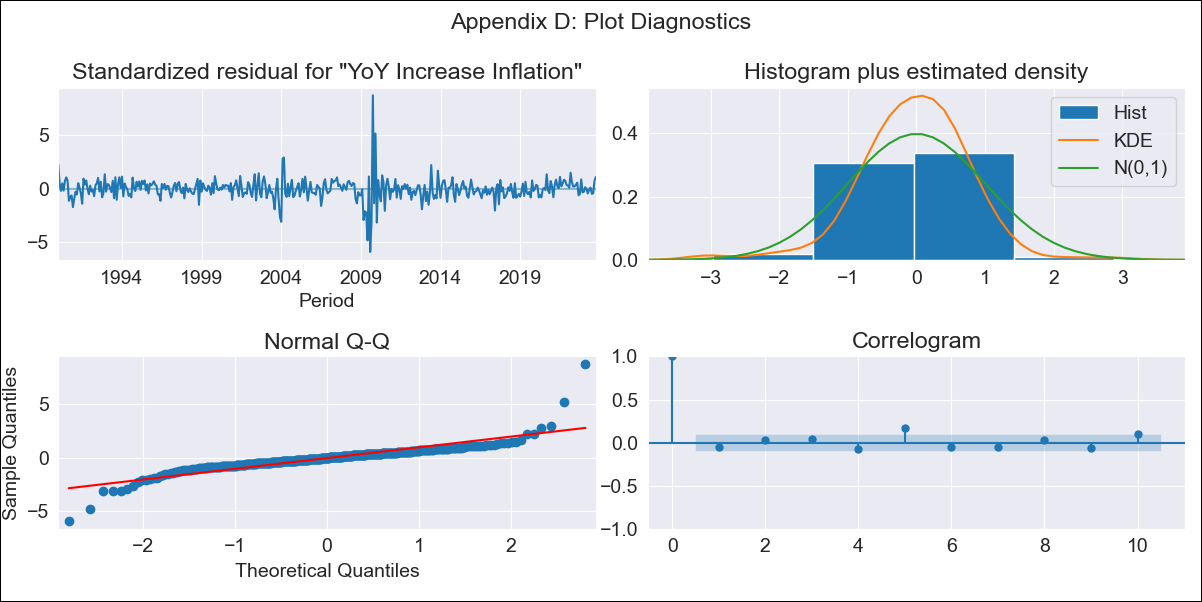 Appendix D: Plot Diagnostics
Standardized residual for "YoY Increase Inflation"
5
0
−5
1994 1999 2004 2009 2014 2019
Period
Histogram plus estimated density
0.4
0.2
0.0
−3 −2 −1 0 1 2 3
Hist
KDE
N(0,1)
Normal Q-Q
Sample Quantiles
5
0
−5
−2 −1 0 1 2
Theoretical Quantiles
Correlogram
1.0
0.5
0.0
−0.5
−1.0
0 2 4 6 8 10